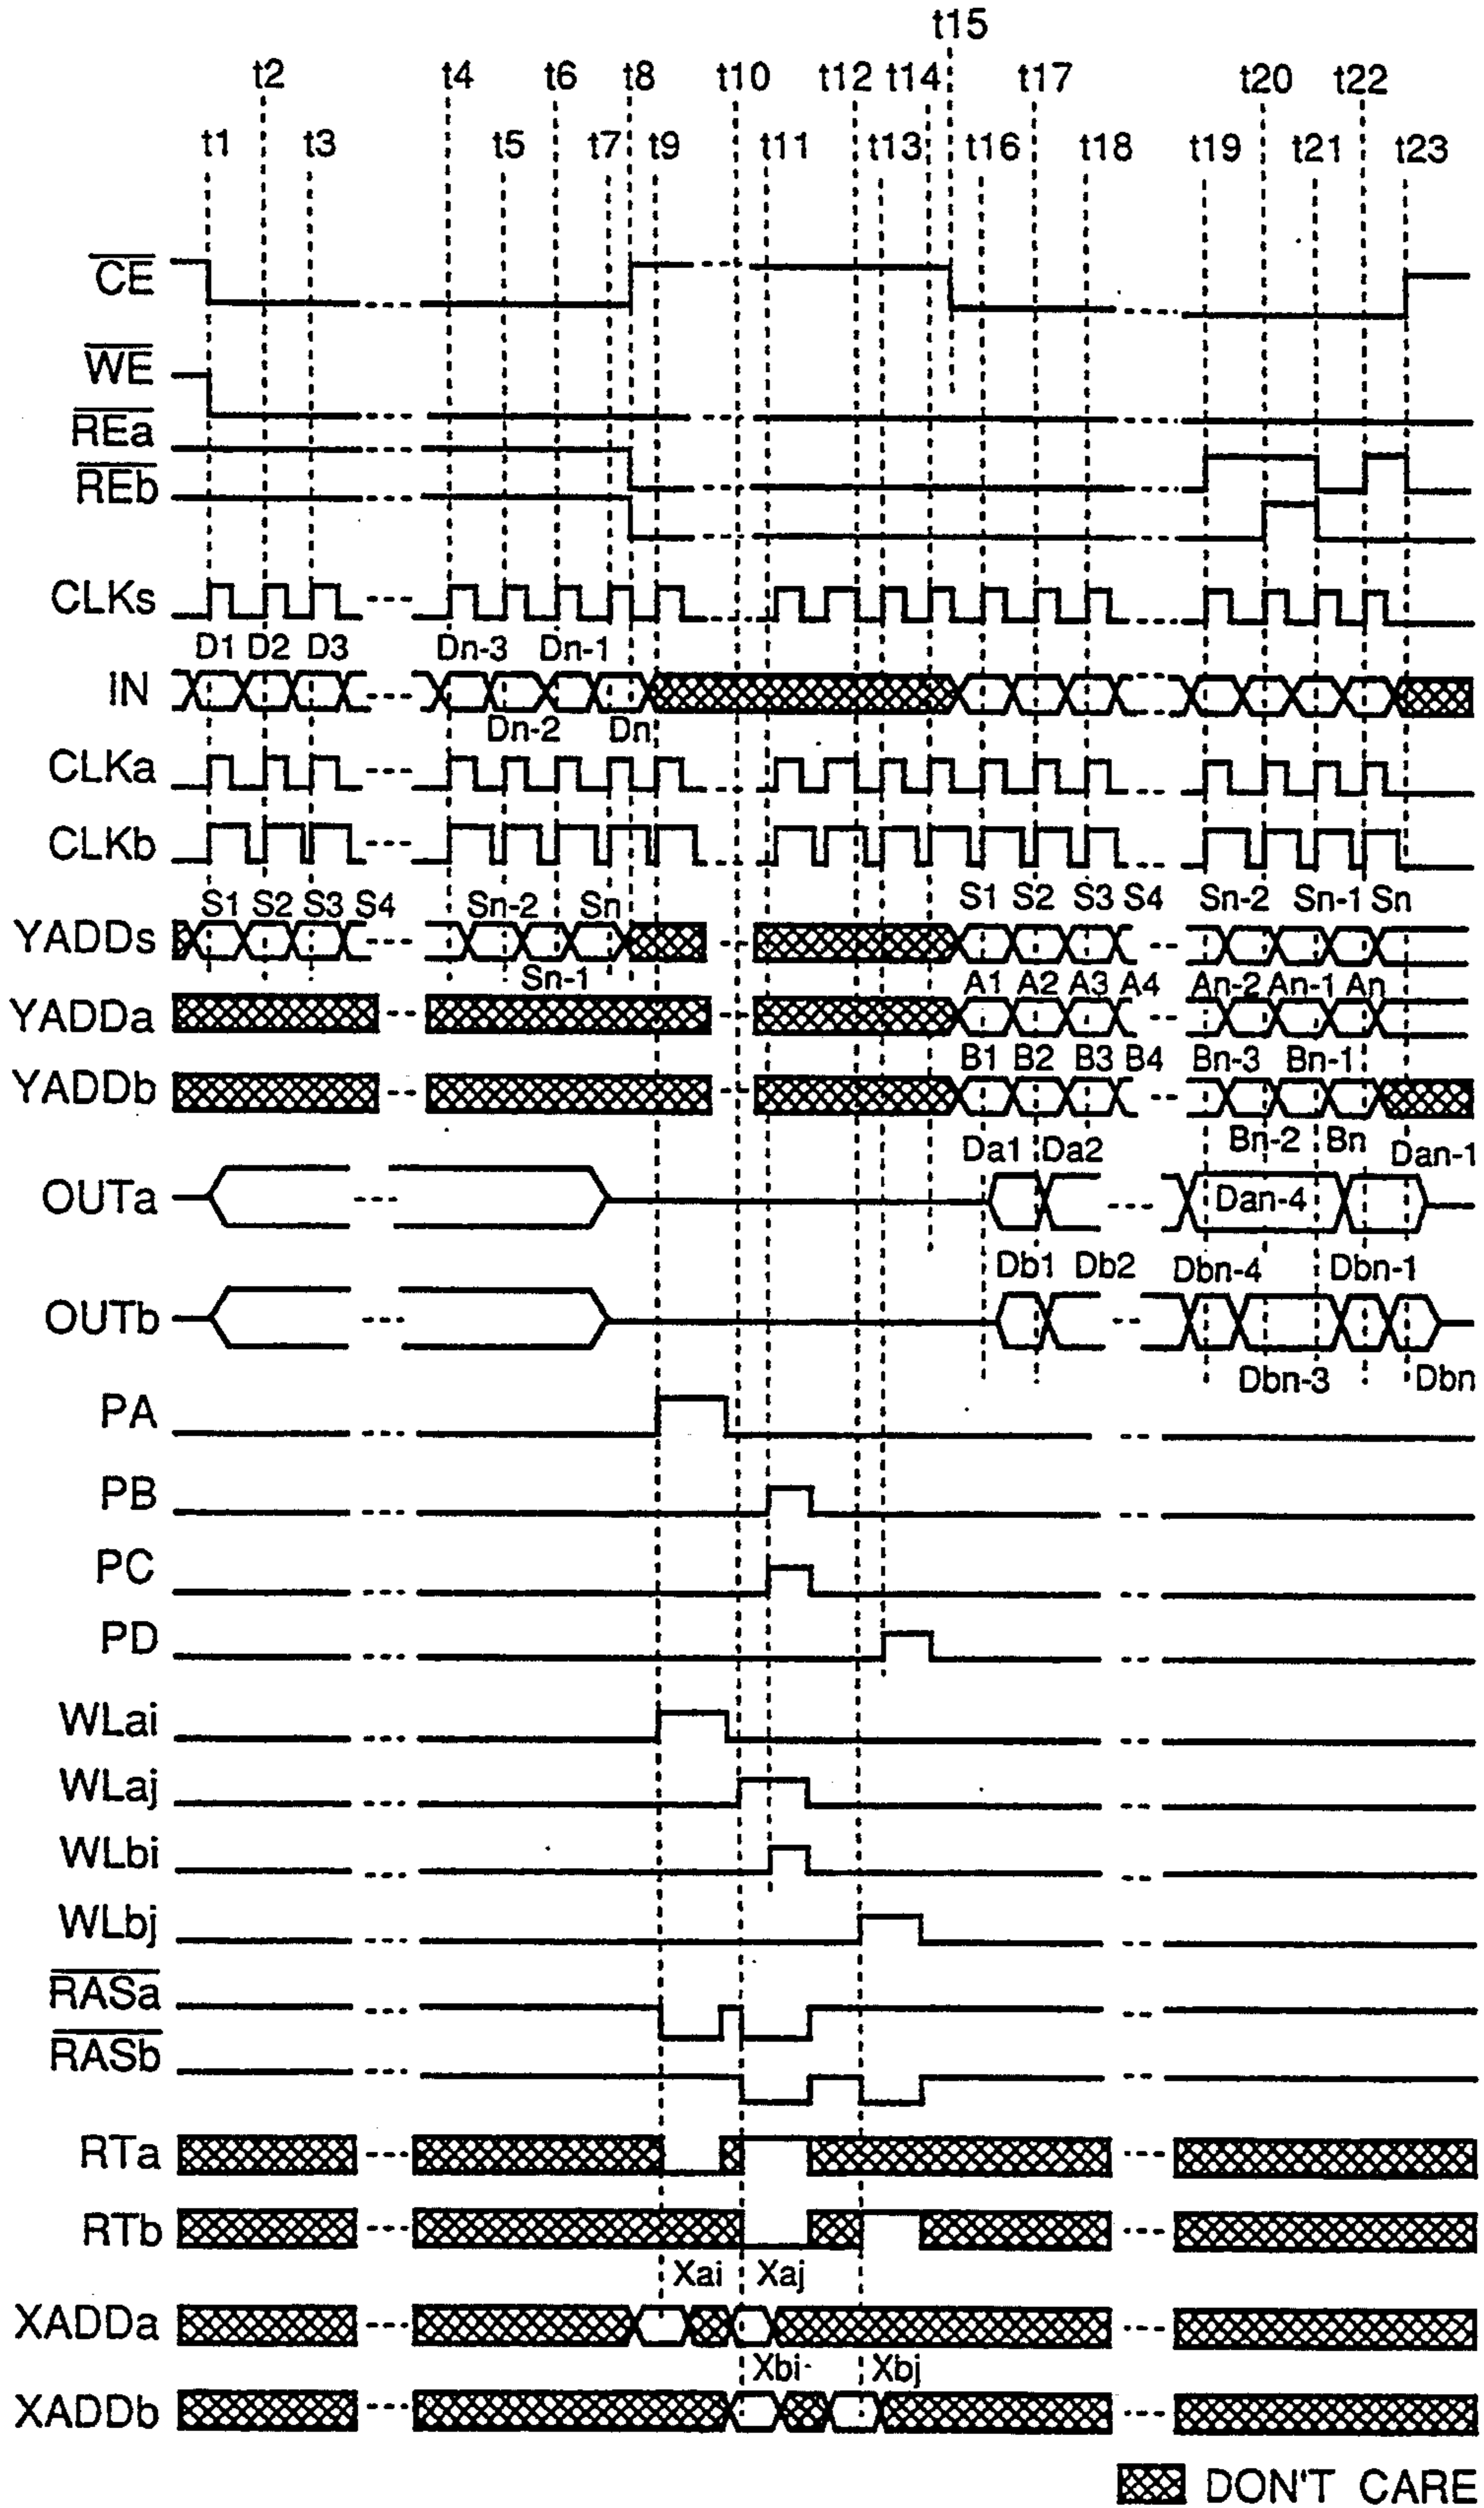 t15
t2 t4 t6 t8 t10 t12 t14 t17 t20 t22
t1 t3 t5 t7 t9 t11 t13 t16 t18 t19 t21 t23
CE
WE
REa
REb
CLKs
D1 D2 D3 Dn-3 Dn-1
IN
Dn-2 Dn
CLKa
CLKb
S1 S2 S3 S4 Sn-2 Sn S1 S2 S3 S4 Sn-2 Sn-1 Sn
YADDs
Sn-1 A1 A2 A3 A4 An-2 An-1 An
YADDa
B1 B2 B3 B4 Bn-3 Bn-1
YADDb
Da1 Da2 Bn-2 Bn Dan-1
OUTa Dan-4
Db1 Db2 Dbn-4 Dbn-1
OUTb
Dbn-3 Dbn
PA
PB
PC
PD
WLai
WLaj
WLbi
WLbj
RASa
RASb
RTa
RTb
Xai Xaj
XADDa
Xbi Xbj
XADDb
DON'T CARE